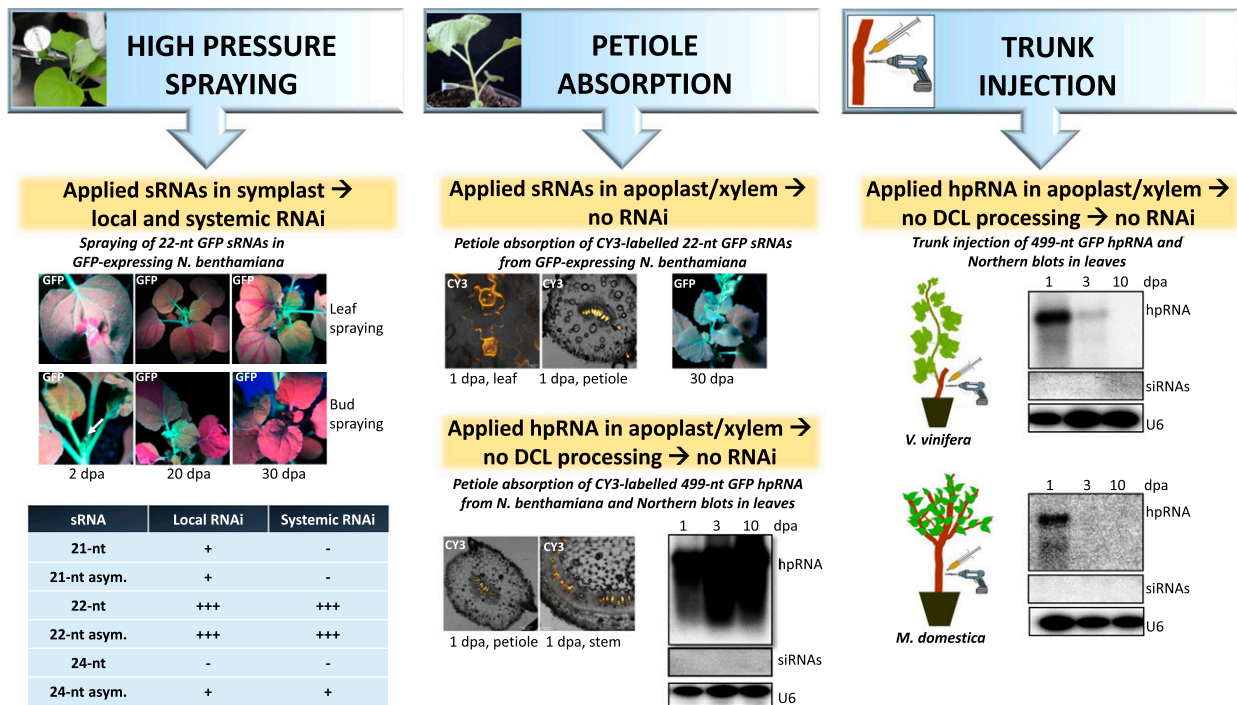 HIGH PRESSURE
SPRAYING
Applied sRNAs in symplast →
local and systemic RNAi
Spraying of 22-nt GFP sRNAs in
GFP-expressing N. benthamiana
GFP
GFP
GFP
Leaf
spraying
GFP
GFP
GFP
Bud
spraying
2 dpa
20 dpa
30 dpa
sRNA Local RNAi Systemic RNAi
21-nt + -
21-nt asym. + -
22-nt +++ +++
22-nt asym. +++ +++
24-nt - -
24-nt asym. + +
PETIOLE
ABSORPTION
Applied sRNAs in apoplast/xylem →
no RNAi
Petiole absorption of CY3-labelled 22-nt GFP sRNAs
from GFP-expressing N. benthamiana
CY3
CY3
GFP
1 dpa, leaf
1 dpa, petiole
30 dpa
Applied hpRNA in apoplast/xylem →
no DCL processing → no RNAi
Petiole absorption of CY3-labelled 499-nt GFP hpRNA
from N. benthamiana and Northern blots in leaves
1 3 10 dpa
CY3
CY3
hpRNA
1 dpa, petiole
1 dpa, stem
siRNAs
U6
TRUNK
INJECTION
Applied hpRNA in apoplast/xylem →
no DCL processing → no RNAi
Trunk injection of 499-nt GFP hpRNA and
Northern blots in leaves
1 3 10 dpa
hpRNA
siRNAs
U6
V. vinifera
1 3 10 dpa
hpRNA
siRNAs
U6
M. domestica